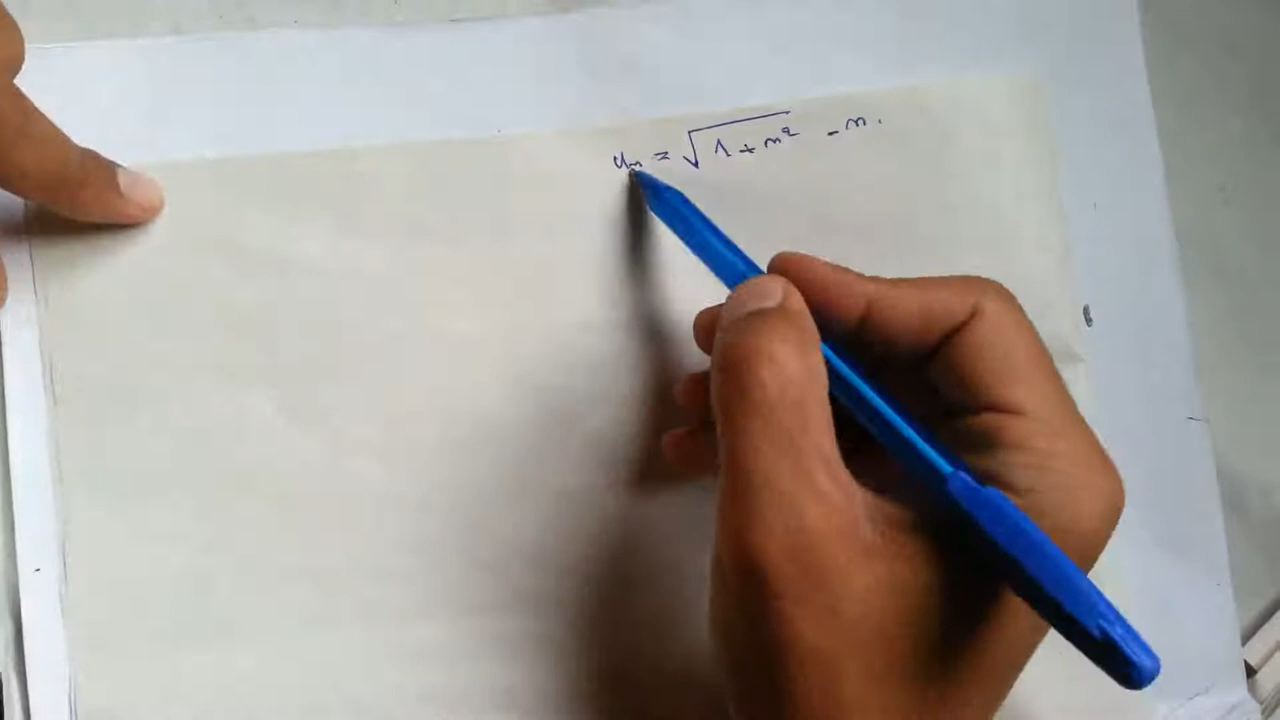 uₙ = √1+n² - n.